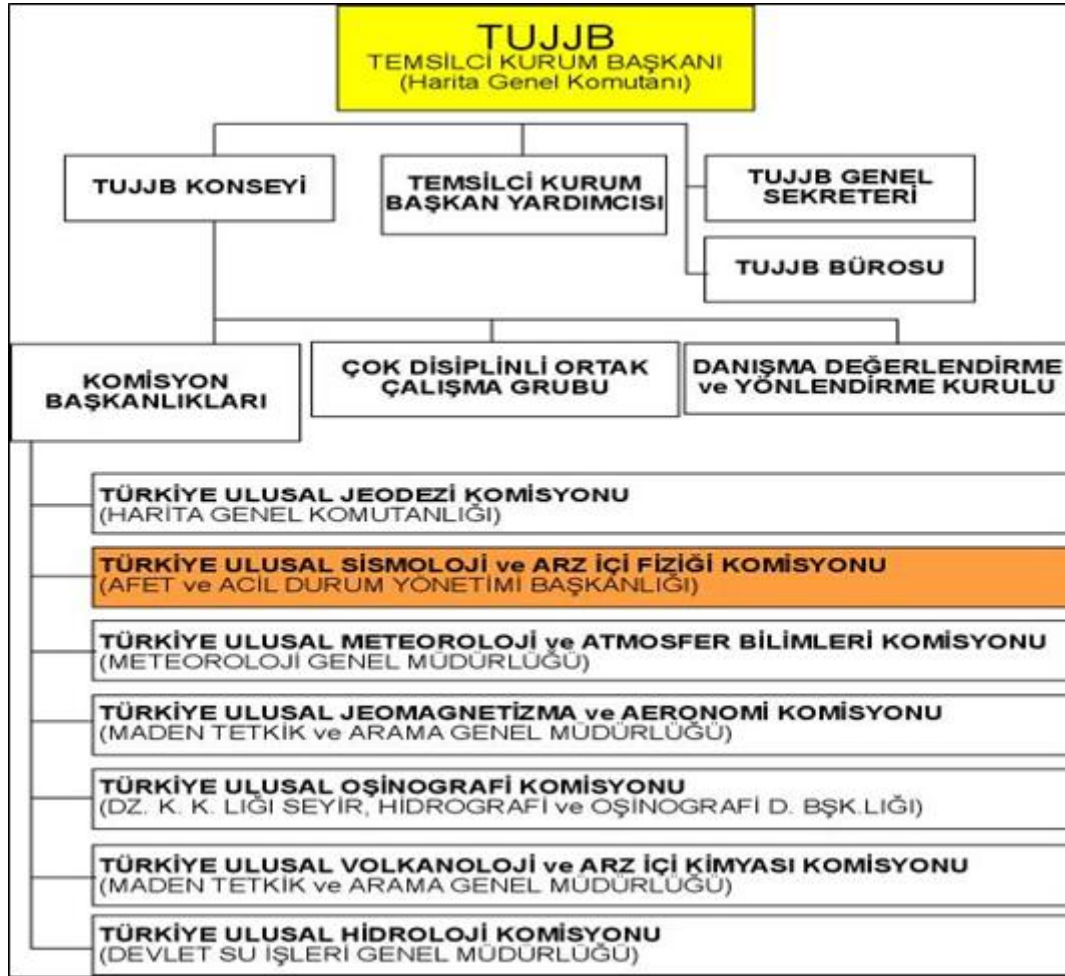 TUJJB
TEMSİLCİ KURUM BAŞKANI
(Harita Genel Komutanı)
TUJJB KONSEYİ
TEMSİLCİ KURUM
BAŞKAN YARDIMCISI
TUJJB GENEL
SEKRETERİ
TUJJB BÜROSU
KOMİSYON
BAŞKANLIKLARI
ÇOK DİSİPLİNLİ ORTAK
ÇALIŞMA GRUBU
DANIŞMA DEĞERLENDİRME
ve YÖNLENDİRME KURULU
TÜRKİYE ULUSAL JEODEZİ KOMİSYONU
(HARİTA GENEL KOMUTANLIĞI)
TÜRKİYE ULUSAL SİSMOLOJİ ve ARZ İÇİ FİZİĞİ KOMİSYONU
(AFET ve ACİL DURUM YÖNETİMİ BAŞKANLIĞI)
TÜRKİYE ULUSAL METEOROLOJİ ve ATMOSFER BİLİMLERİ KOMİSYONU
(METEOROLOJİ GENEL MÜDÜRLÜĞÜ)
TÜRKİYE ULUSAL JEOMAGNETİZMA ve AERONOMİ KOMİSYONU
(MADEN TETKİK ve ARAMA GENEL MÜDÜRLÜĞÜ)
TÜRKİYE ULUSAL OŞİNOGRAFİ KOMİSYONU
(DZ. K. K. LIĞI SEYİR, HİDROGRAFİ ve OŞİNOGRAFİ D. BŞK.LIĞI)
TÜRKİYE ULUSAL VOLKANOLOJİ ve ARZ İÇİ KİMYASI KOMİSYONU
(MADEN TETKİK ve ARAMA GENEL MÜDÜRLÜĞÜ)
TÜRKİYE ULUSAL HİDROLOJİ KOMİSYONU
(DEVLET SU İŞLERİ GENEL MÜDÜRLÜĞÜ)